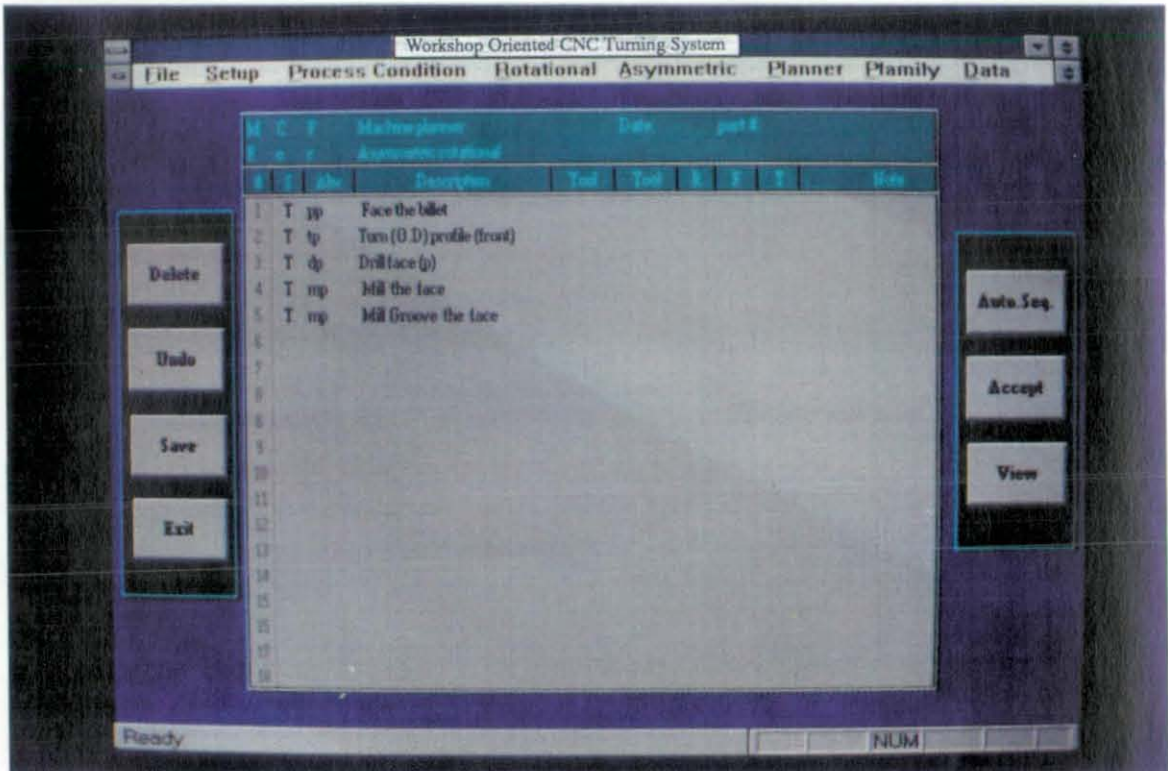 Workshop Oriented CNC Turning System
File Setup Process Condition Rotational Asymmetric Planner Plamily Data
M C F Machine planner Date part #
Asymmetric rotational
# Abv Description Tool Tool R F T Note
1 T pp Face the billet
2 T tp Turn (O.D) profile (front)
3 T dp Drill face (p)
4 T mp Mill the face
5 T mp Mill Groove the face
6
7
8
8
9
10
11
12
13
14
15
15
17
18
Delete
Undo
Save
Exit
Auto.Seq.
Accept
View
Ready NUM